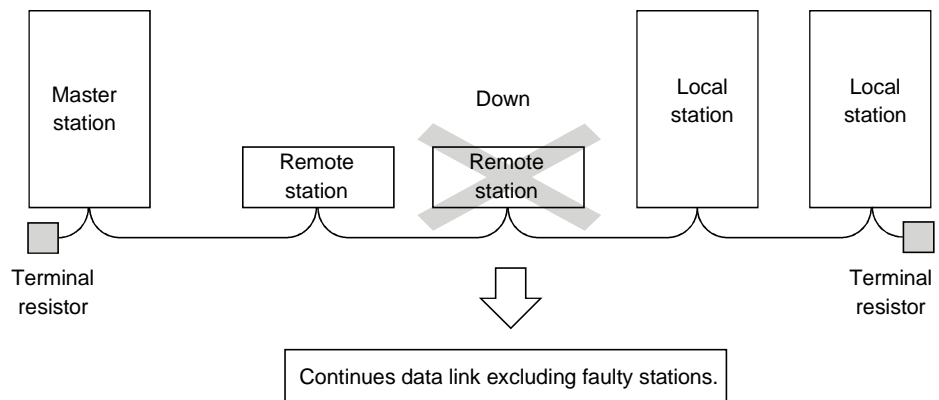 Master
station
Remote
station
Down
Remote
station
Local
station
Local
station
Terminal
resistor
Terminal
resistor
Continues data link excluding faulty stations.